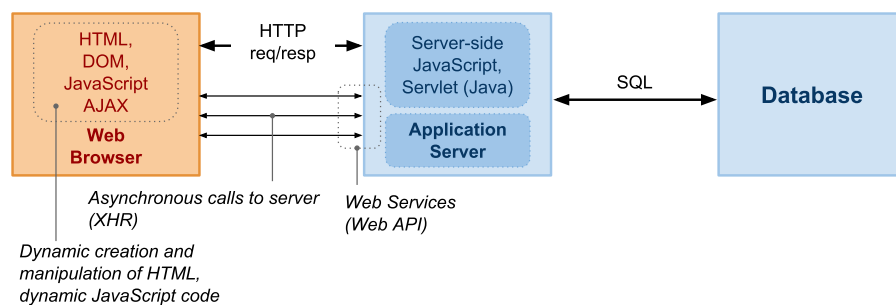 HTML,
DOM,
JavaScript
AJAX
Web
Browser
HTTP
req/resp
Server-side
JavaScript,
Servlet (Java)
Application
Server
SQL
Database
Asynchronous calls to server
(XHR)
Web Services
(Web API)
Dynamic creation and
manipulation of HTML,
dynamic JavaScript code